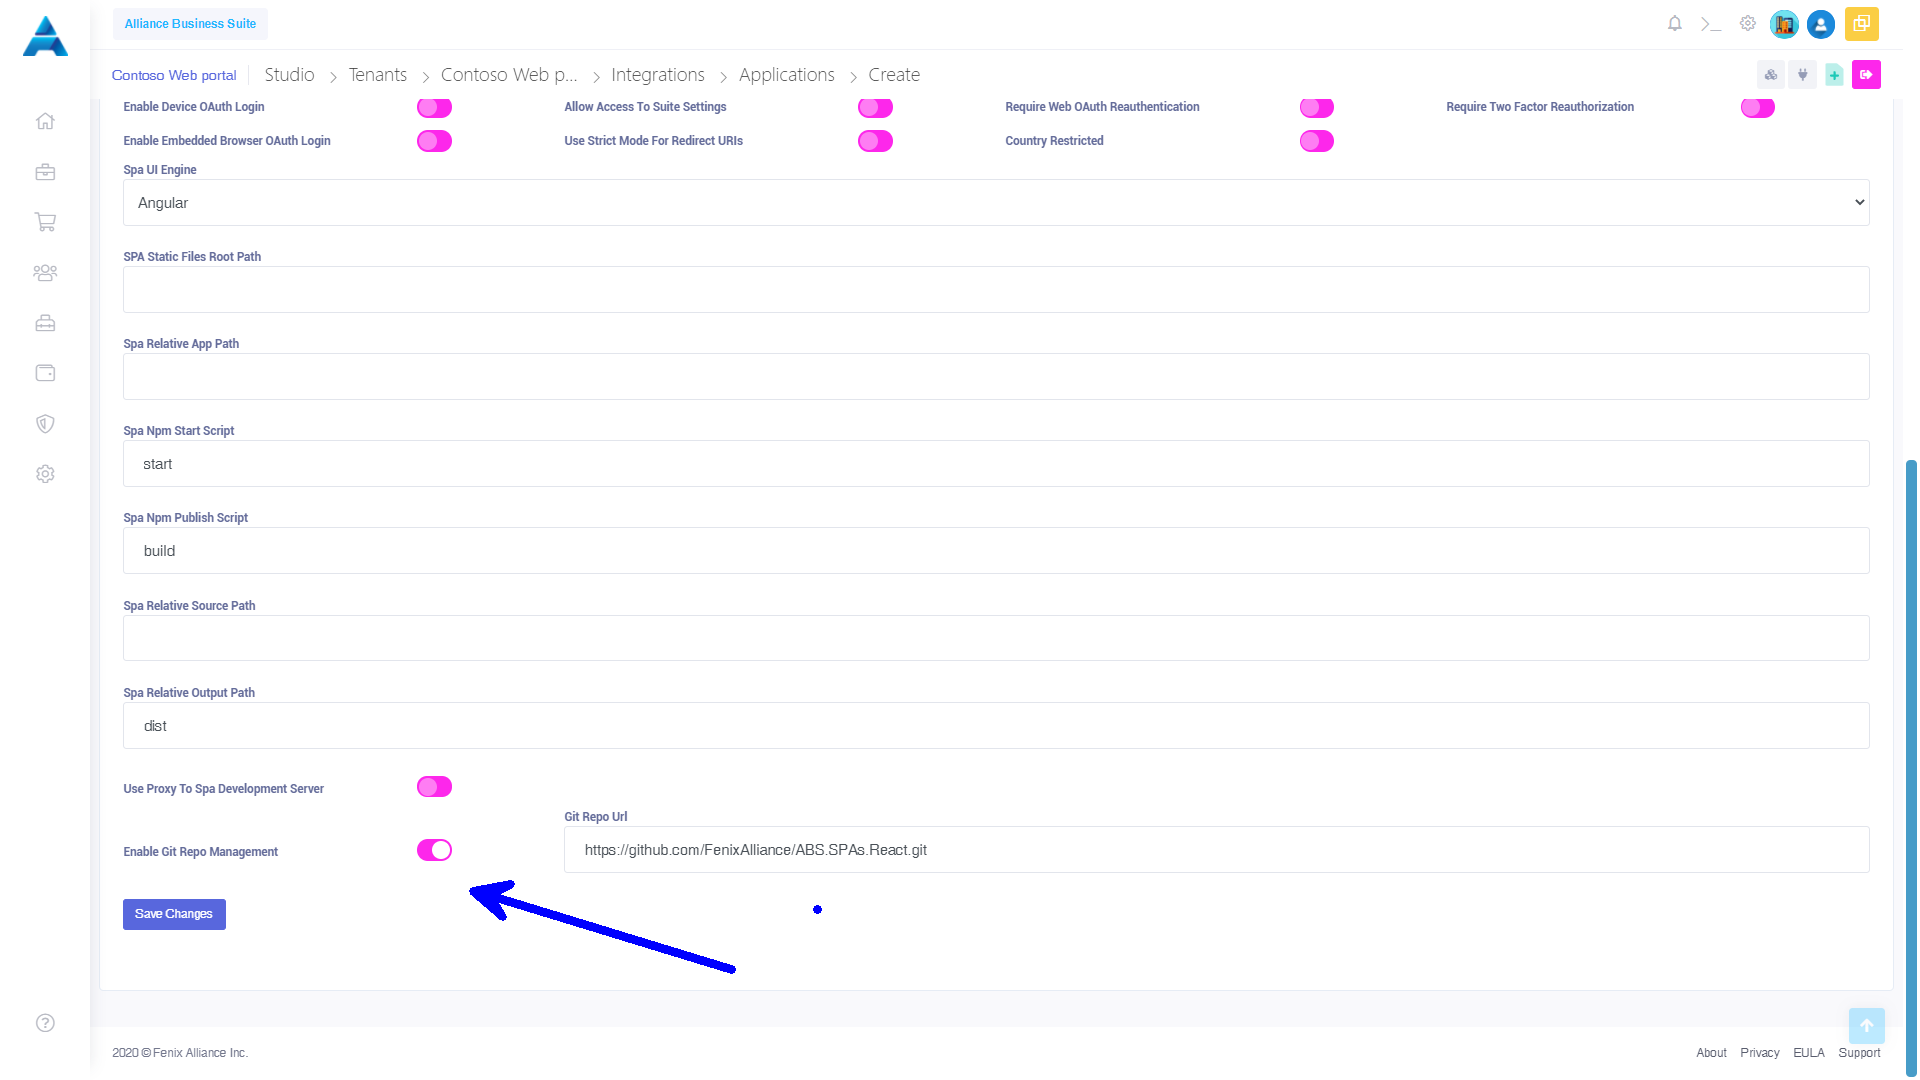 Alliance Business Suite
Contoso Web portal
Studio > Tenants > Contoso Web p... > Integrations > Applications > Create
Enable Device OAuth Login
Allow Access To Suite Settings
Require Web OAuth Reauthentication
Require Two Factor Reauthorization
Enable Embedded Browser OAuth Login
Use Strict Mode For Redirect URIs
Country Restricted
Spa UI Engine
Angular
SPA Static Files Root Path
Spa Relative App Path
Spa Npm Start Script
start
Spa Npm Publish Script
build
Spa Relative Source Path
Spa Relative Output Path
dist
Use Proxy To Spa Development Server
Git Repo Url
Enable Git Repo Management
https://github.com/FenixAlliance/ABS.SPAs.React.git
Save Changes
2020 © Fenix Alliance Inc.
About Privacy EULA Support